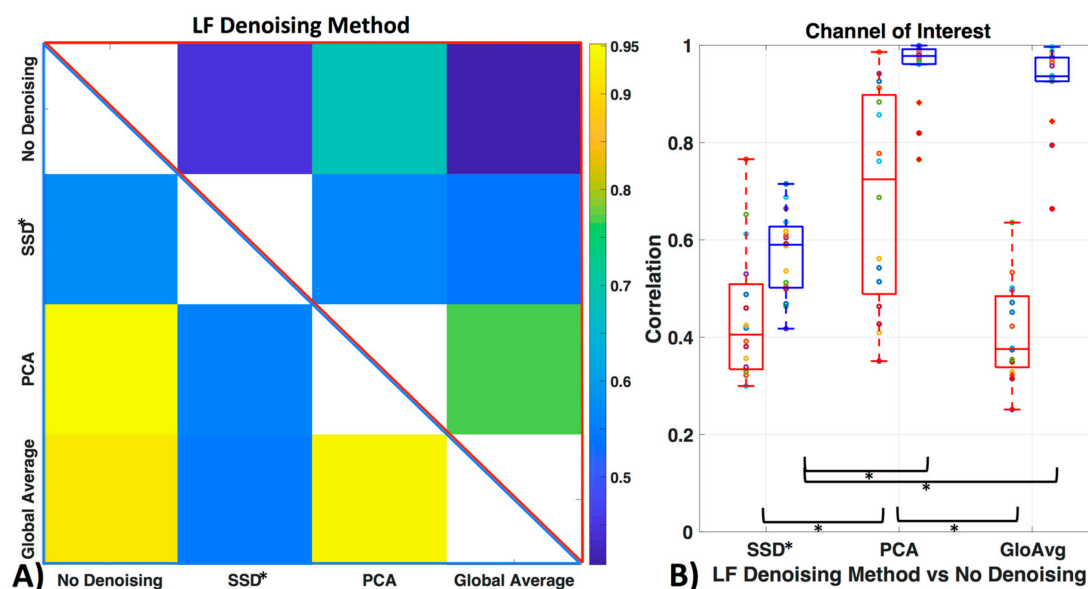 LF Denoising Method
No Denoising
SSD*
PCA
Global Average
No Denoising
SSD*
PCA
Global Average
A)
0.95
0.9
0.85
0.8
0.7
0.6
0.5
Channel of Interest
Correlation
1
0.8
0.6
0.4
0.2
0
*
*
*
*
SSD*
PCA
GloAvg
B)
LF Denoising Method vs No Denoising